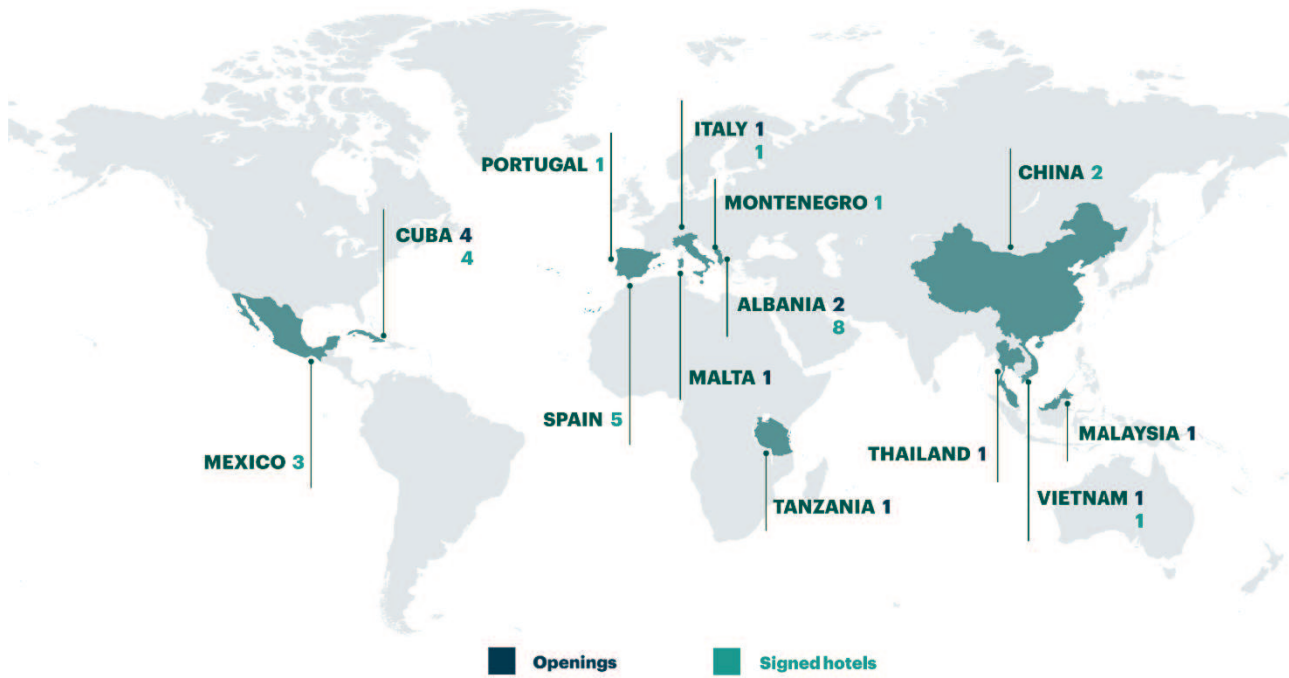 ITALY 1
1
PORTUGAL 1
CHINA 2
MONTENEGRO 1
CUBA 4
4
ALBANIA 2
8
MALTA 1
SPAIN 5
MALAYSIA 1
THAILAND 1
MEXICO 3
VIETNAM 1
1
TANZANIA 1
Openings
Signed hotels